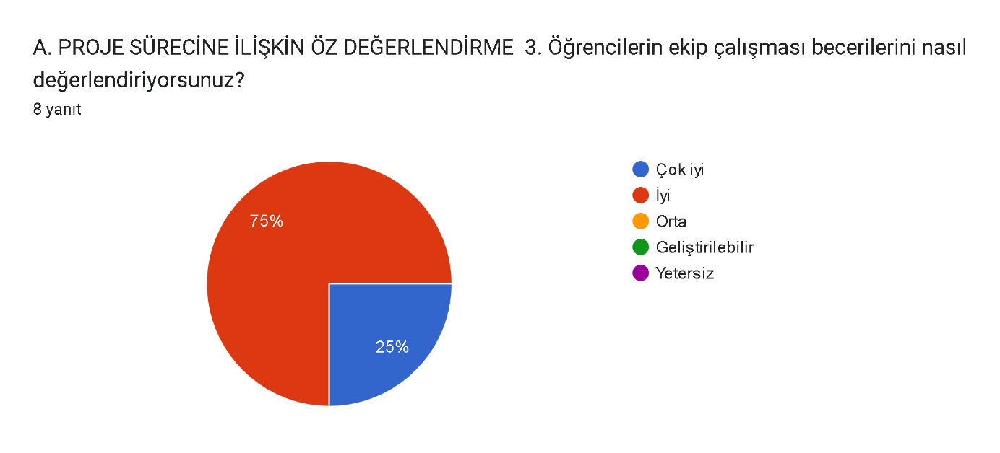 A. PROJE SÜRECİNE İLİŞKİN ÖZ DEĞERLENDİRME  3. Öğrencilerin ekip çalışması becerilerini nasıl
değerlendiriyorsunuz?
8 yanıt
75%
25%
Çok iyi
İyi
Orta
Geliştirilebilir
Yetersiz